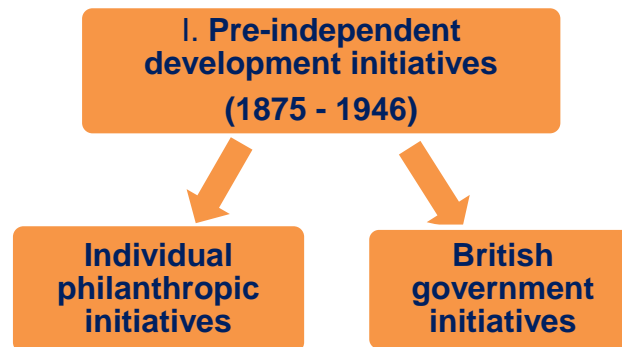 I. Pre-independent
development initiatives
(1875 - 1946)
Individual
philanthropic
initiatives
British
government
initiatives